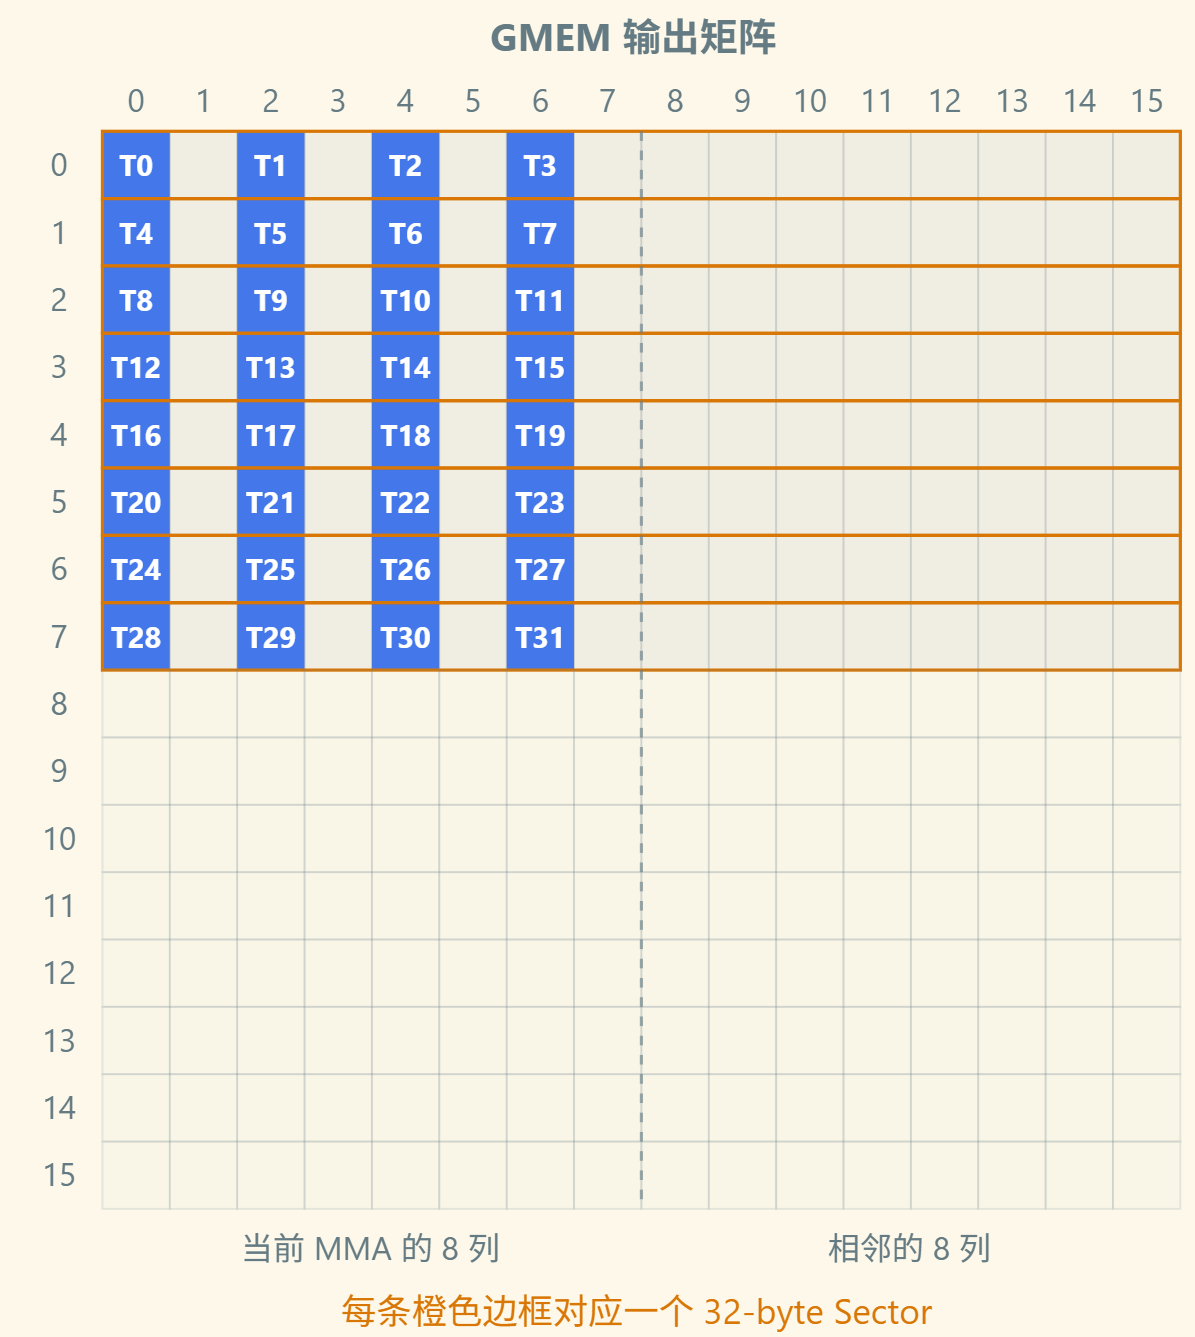 GMEM 输出矩阵
0 1 2 3 4 5 6 7 8 9 10 11 12 13 14 15
0 T0 T1 T2 T3
1 T4 T5 T6 T7
2 T8 T9 T10 T11
3 T12 T13 T14 T15
4 T16 T17 T18 T19
5 T20 T21 T22 T23
6 T24 T25 T26 T27
7 T28 T29 T30 T31
8
9
10
11
12
13
14
15
当前 MMA 的 8 列 相邻的 8 列
每条橙色边框对应一个 32-byte Sector